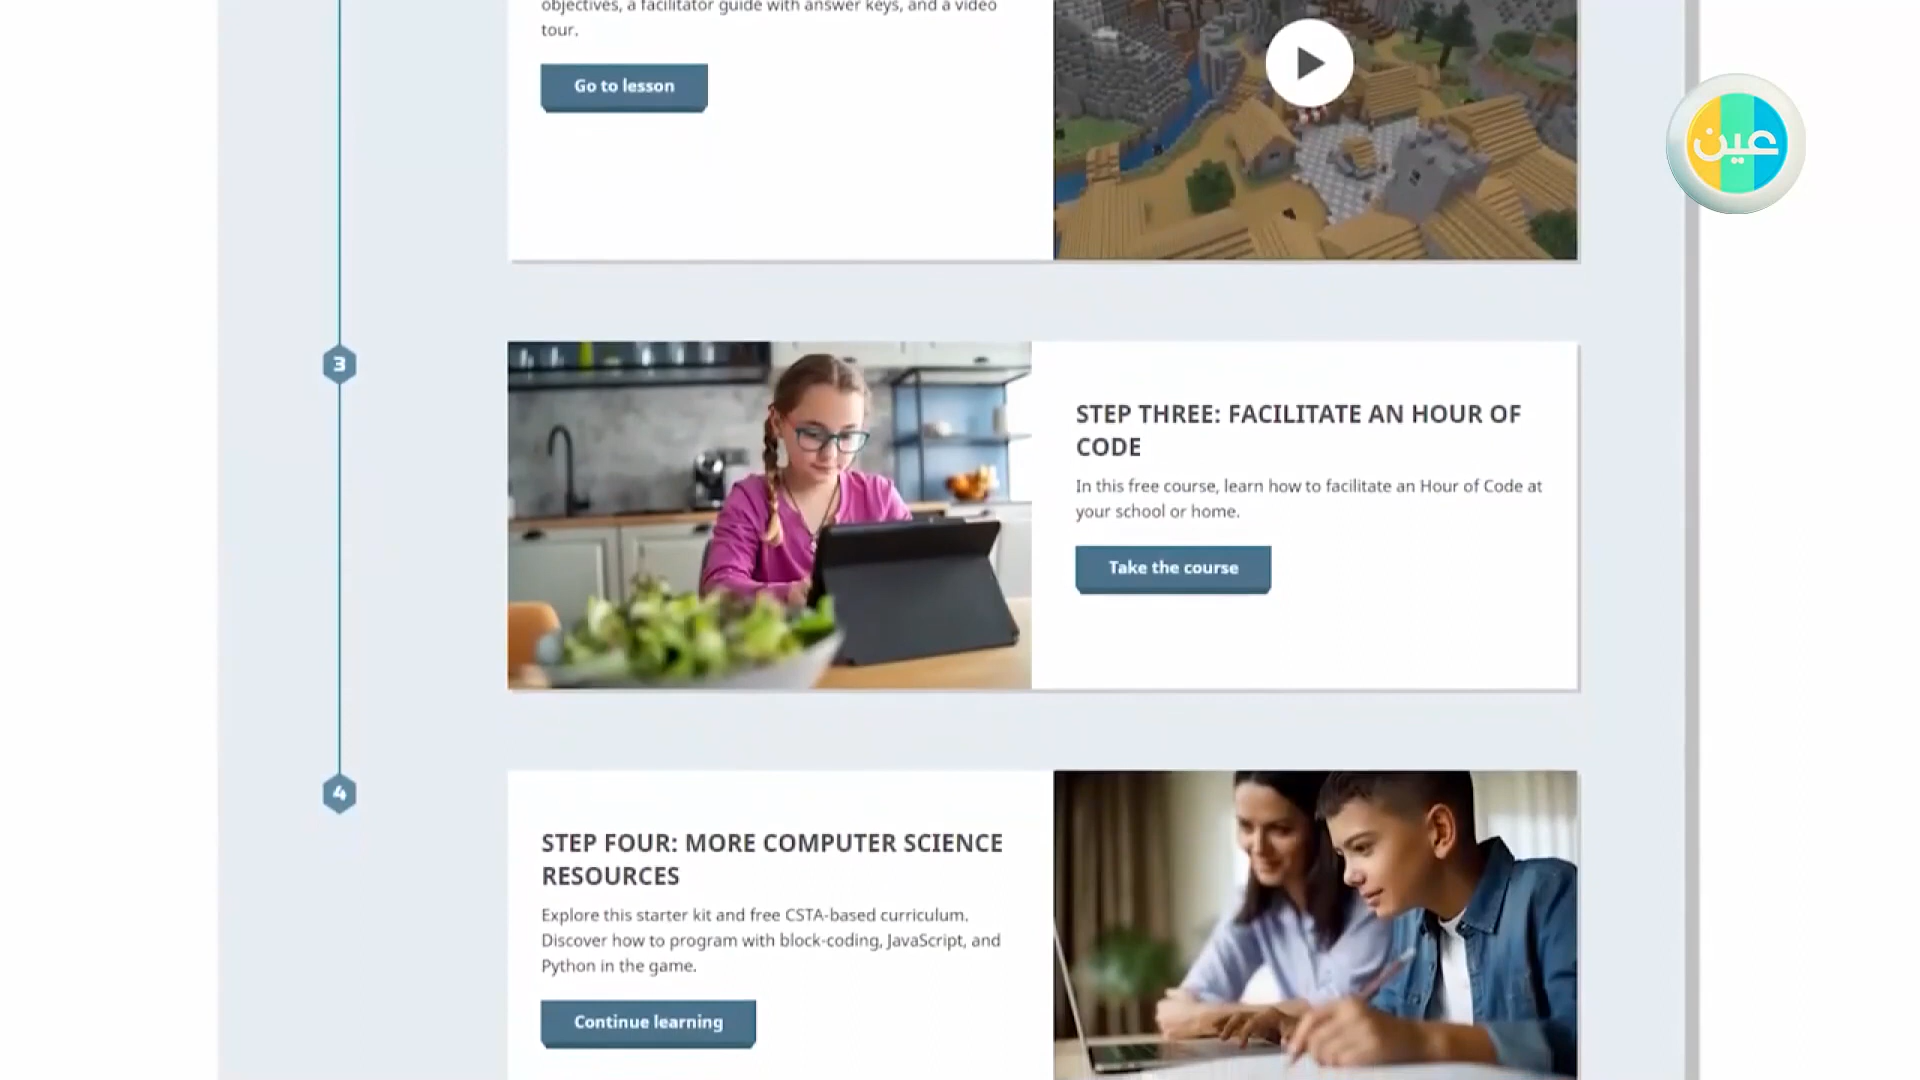 objectives, a facilitator guide with answer keys, and a video
tour.
Go to lesson
عين
3
STEP THREE: FACILITATE AN HOUR OF
CODE
In this free course, learn how to facilitate an Hour of Code at
your school or home.
Take the course
4
STEP FOUR: MORE COMPUTER SCIENCE
RESOURCES
Explore this starter kit and free CSTA-based curriculum.
Discover how to program with block-coding, JavaScript, and
Python in the game.
Continue learning